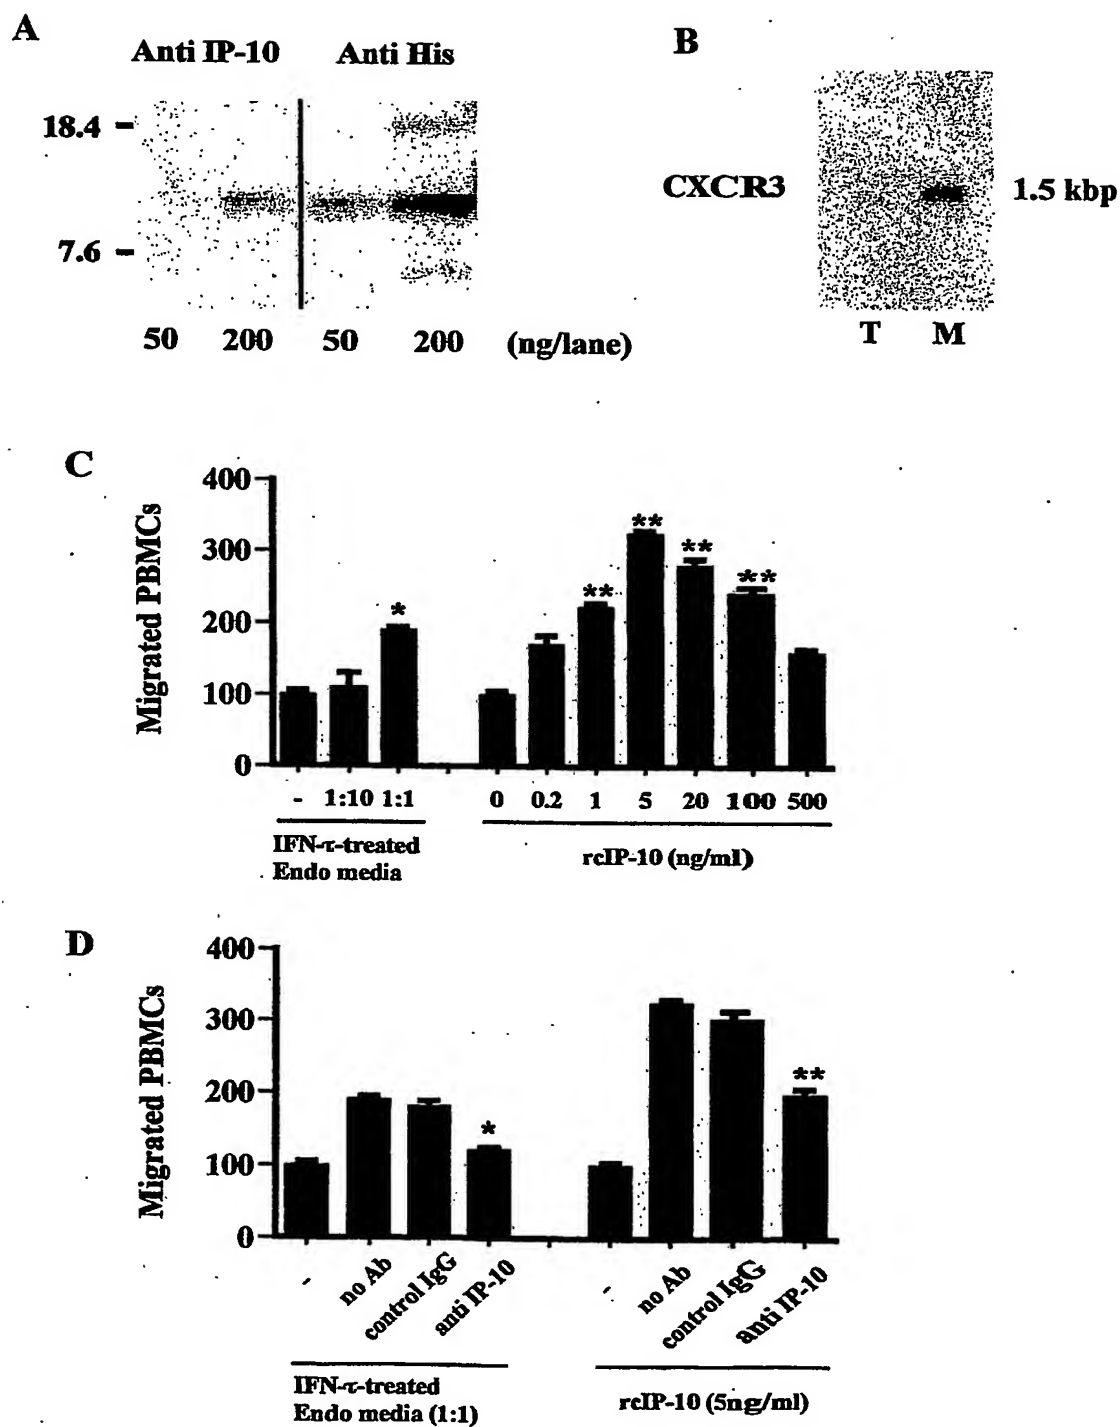 A
Anti IP-10 Anti His
18.4
7.6
50 200 50 200 (ng/lane)
B
CXCR3
1.5 kbp
T M
C
Migrated PBMCs
400
300
200
100
0
* ** ** ** **
- 1:10 1:1 0 0.2 1 5 20 100 500
IFN-τ-treated
Endo media
rcIP-10 (ng/ml)
D
Migrated PBMCs
400
300
200
100
0
* **
- no Ab control IgG anti IP-10 - no Ab control IgG anti IP-10
IFN-τ-treated
Endo media (1:1)
rcIP-10 (5ng/ml)